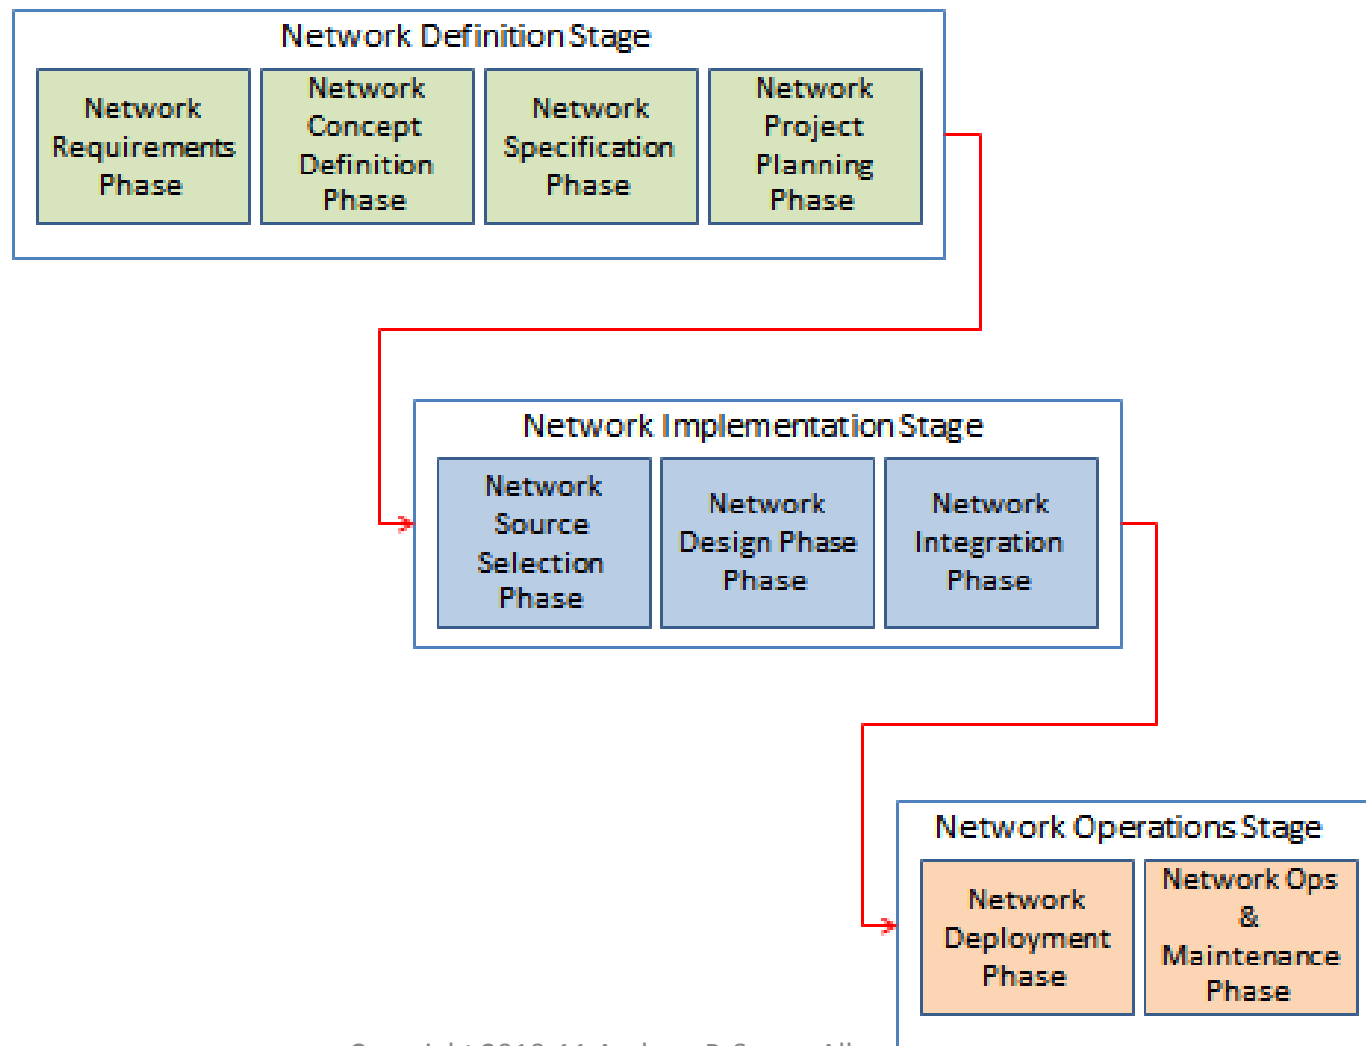 Network Definition Stage
Network
Requirements
Phase
Network
Concept
Definition
Phase
Network
Specification
Phase
Network
Project
Planning
Phase
Network Implementation Stage
Network
Source
Selection
Phase
Network
Design Phase
Phase
Network
Integration
Phase
Network Operations Stage
Network
Deployment
Phase
Network Ops
&
Maintenance
Phase